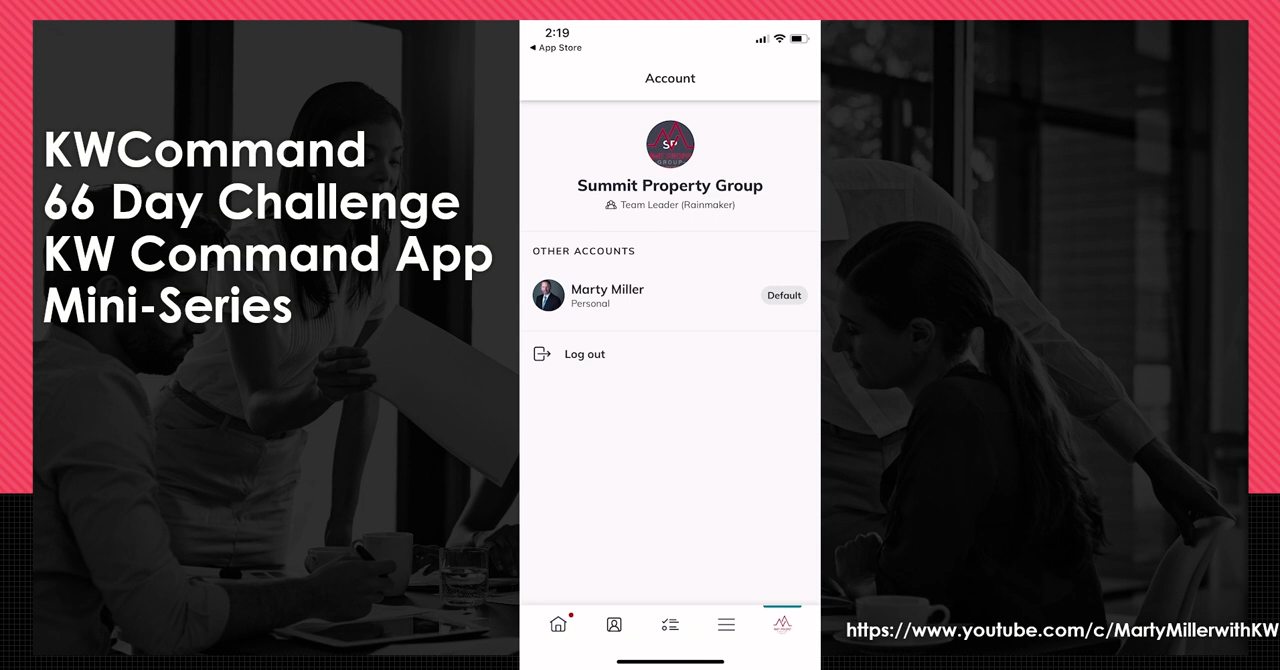 KWCommand
66 Day Challenge
KW Command App
Mini-Series
2:19
App Store
Account
SP
GROUP
Summit Property Group
Team Leader (Rainmaker)
OTHER ACCOUNTS
Marty Miller
Personal
Default
Log out
https://www.youtube.com/c/MartyMillerwithKW